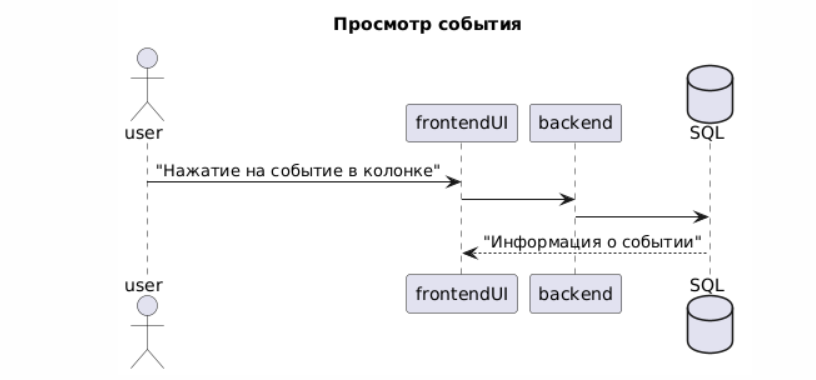 Просмотр события
user
frontendUI
backend
SQL
"Нажатие на событие в колонке"
"Информация о событии"
user
frontendUI
backend
SQL